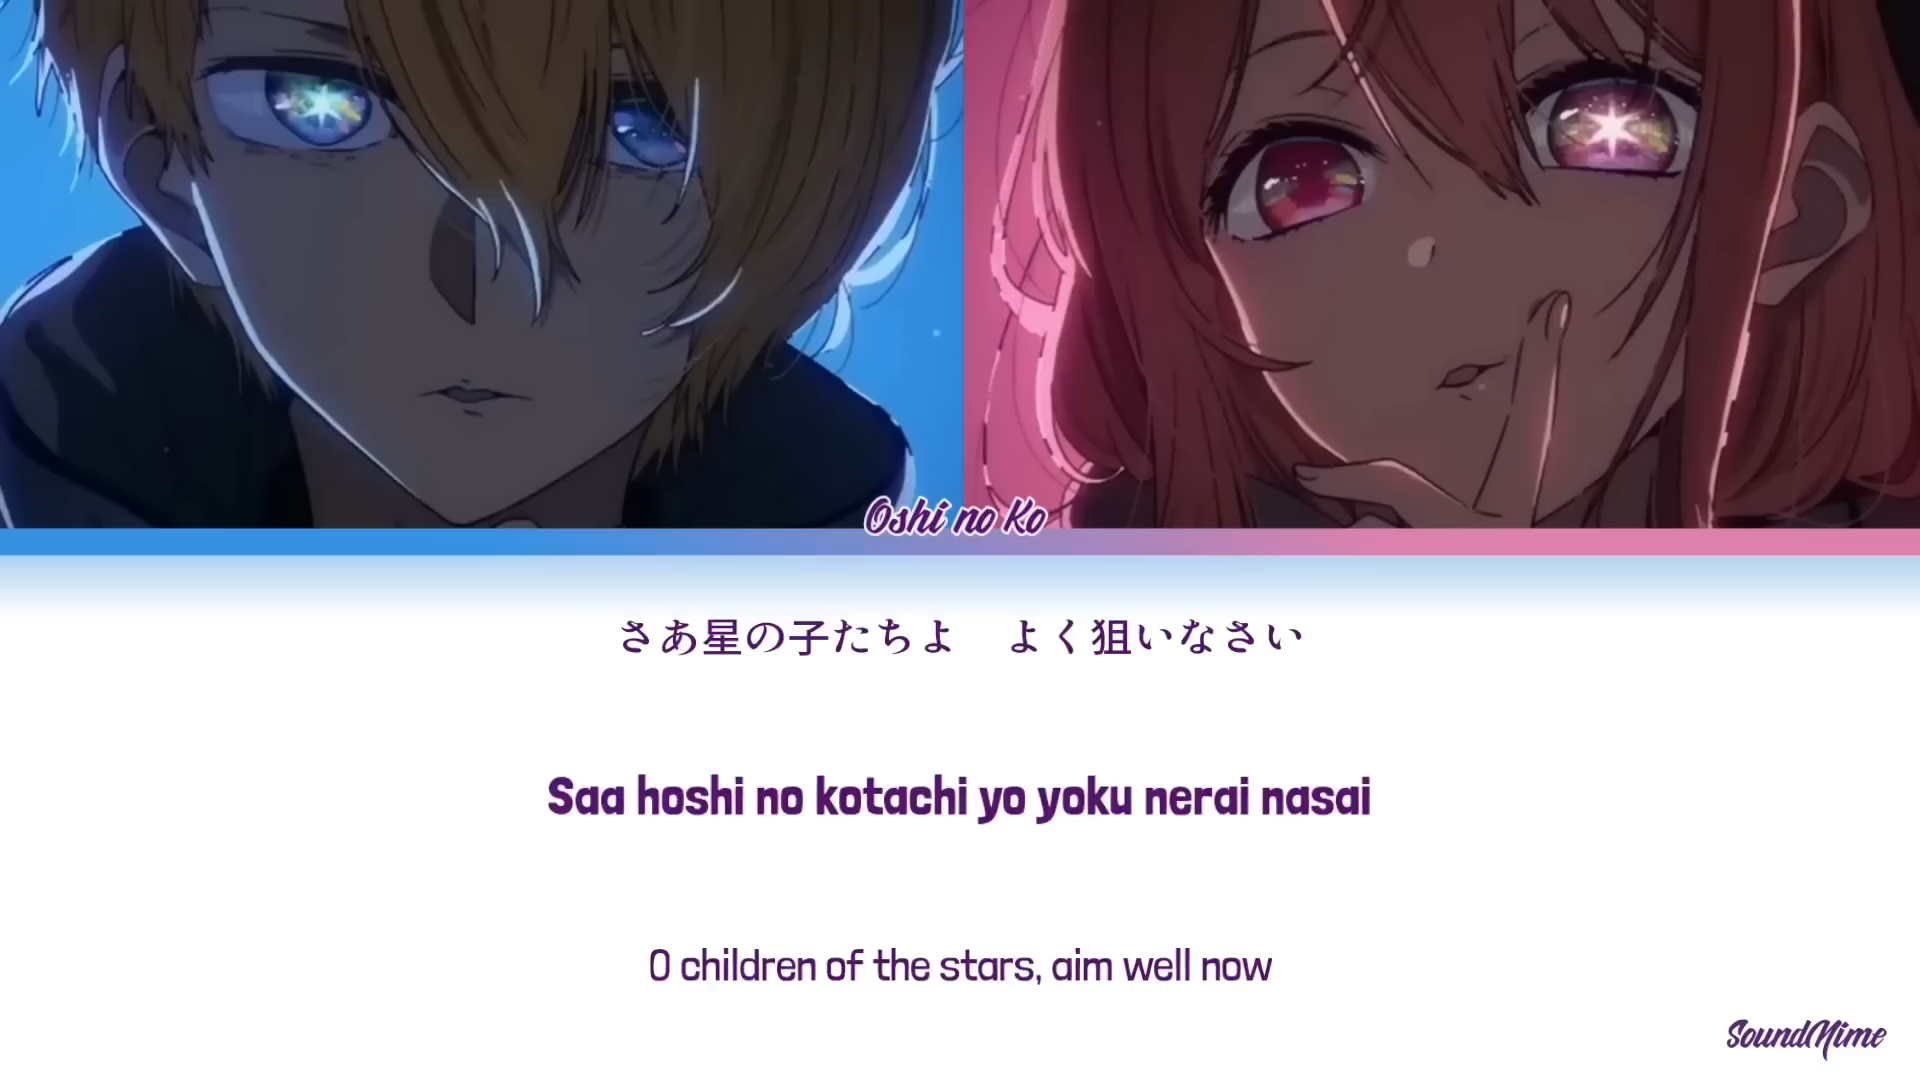 Oshi no Ko
さあ星の子たちよ　よく狙いなさい
Saa hoshi no kotachi yo yoku nerai nasai
O children of the stars, aim well now
SoundNime